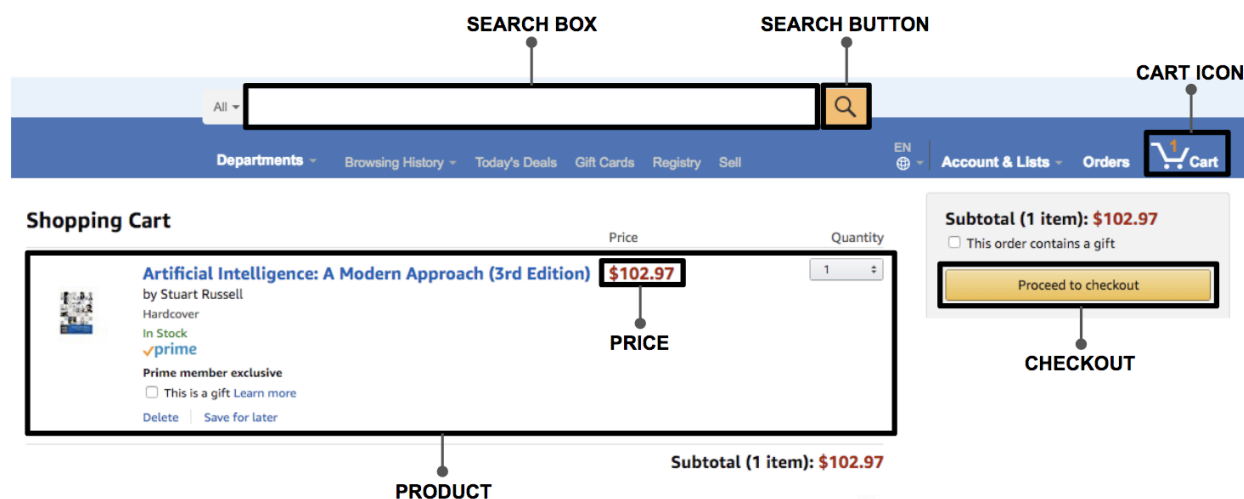 SEARCH BOX
SEARCH BUTTON
CART ICON
All
Departments
Browsing History
Today's Deals
Gift Cards
Registry
Sell
EN
Account & Lists
Orders
1
Cart
Shopping Cart
Price
Quantity
Artificial Intelligence: A Modern Approach (3rd Edition)
$102.97
1
by Stuart Russell
Hardcover
In Stock
prime
Prime member exclusive
This is a gift Learn more
Delete
Save for later
PRICE
Subtotal (1 item): $102.97
This order contains a gift
Proceed to checkout
CHECKOUT
Subtotal (1 item): $102.97
PRODUCT